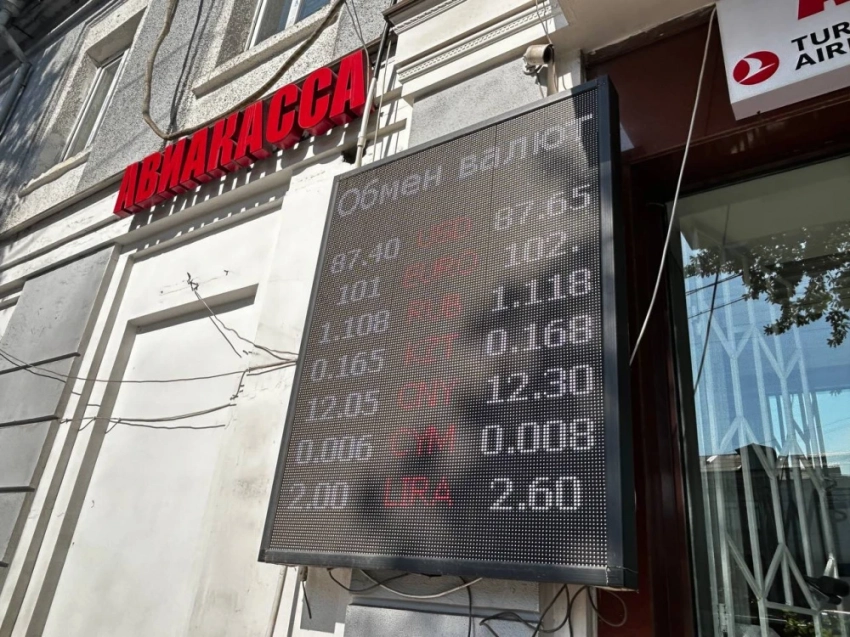 АВИАКАССА
TURK
AIRL
Обмен валют
87.40 USD 87.65
101 EURO 102.
1.108 RUB 1.118
0.165 KZT 0.168
12.05 CNY 12.30
0.006 СУМ 0.008
2.00 LIRA 2.60